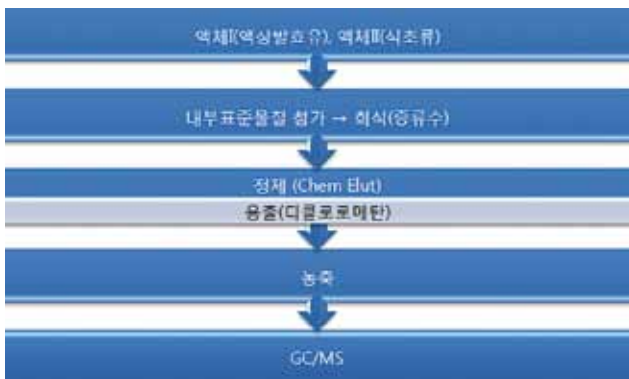 액체Ⅰ(액상발효유), 액체Ⅲ(식초류)
내부표준물질 첨가 → 희석(증류수)
정제 (Chem Elut)
용출(디클로로메탄)
농축
GC/MS